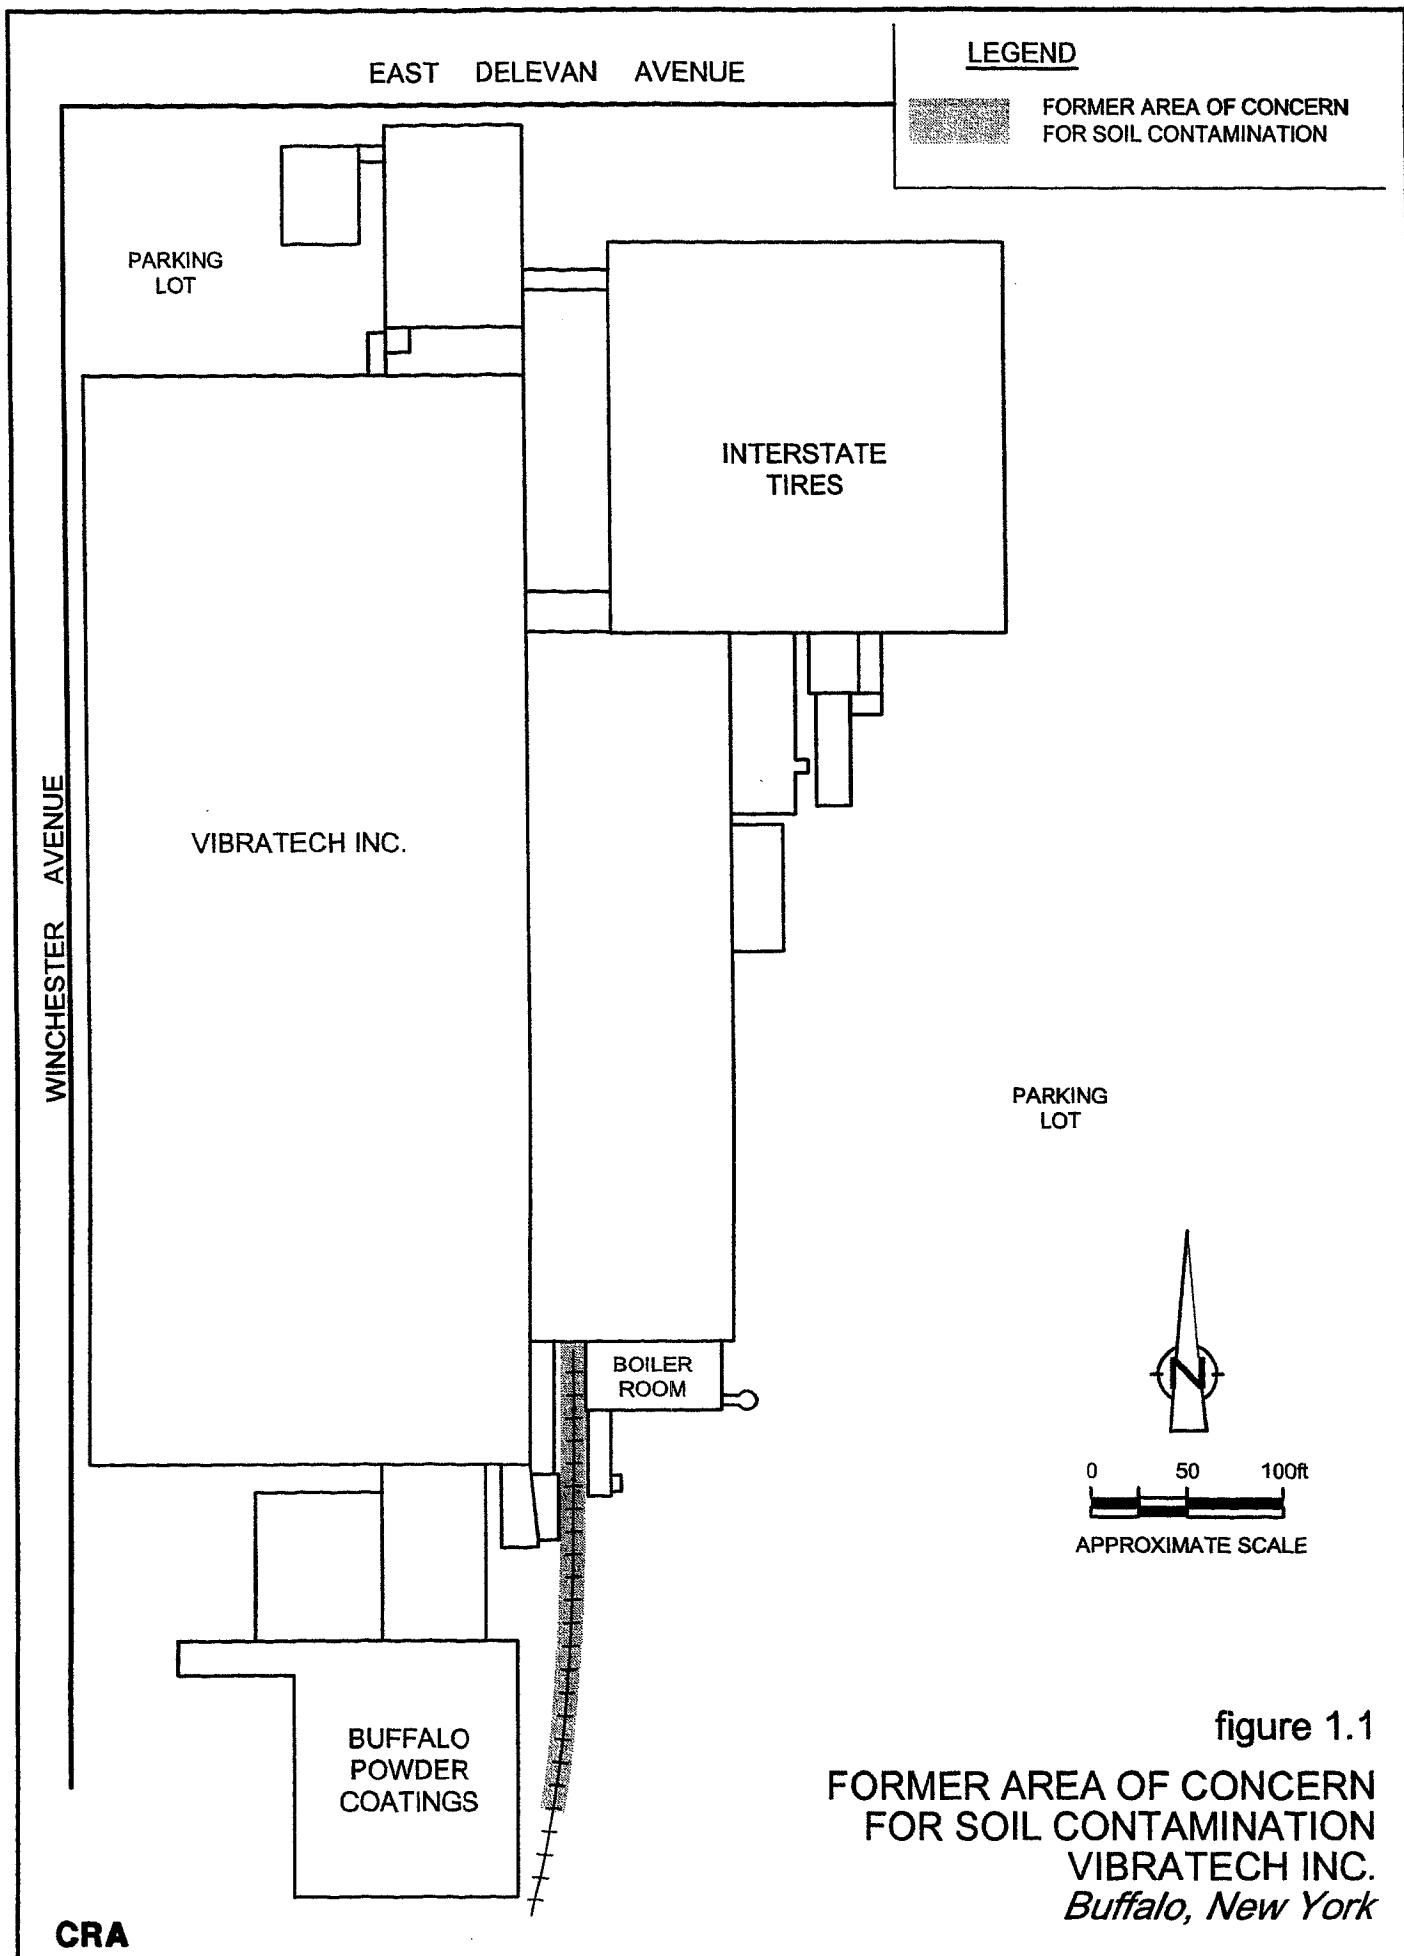 EAST DELEVAN AVENUE
LEGEND
FORMER AREA OF CONCERN
FOR SOIL CONTAMINATION
PARKING
LOT
INTERSTATE
TIRES
WINCHESTER AVENUE
VIBRATECH INC.
PARKING
LOT
BOILER
ROOM
N
0 50 100ft
APPROXIMATE SCALE
BUFFALO
POWDER
COATINGS
figure 1.1
FORMER AREA OF CONCERN
FOR SOIL CONTAMINATION
VIBRATECH INC.
Buffalo, New York
CRA